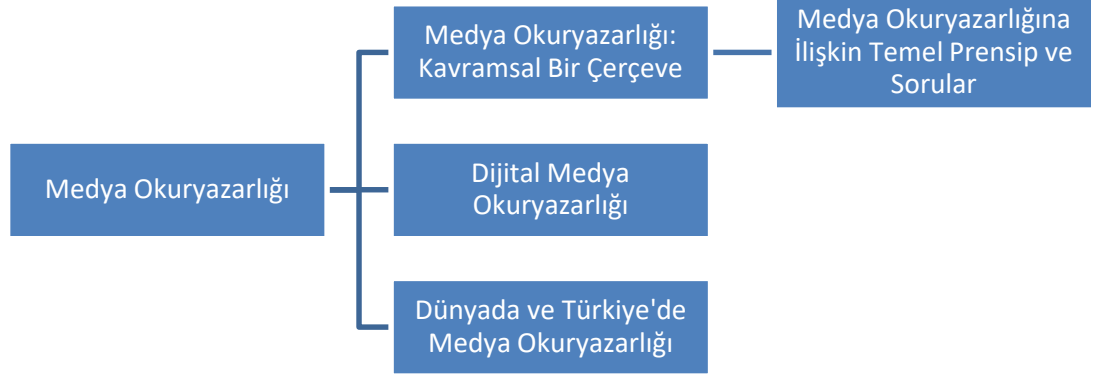 Medya Okuryazarlığı
Medya Okuryazarlığı:
Kavramsal Bir Çerçeve
Medya Okuryazarlığına
İlişkin Temel Prensip ve
Sorular
Dijital Medya
Okuryazarlığı
Dünyada ve Türkiye'de
Medya Okuryazarlığı